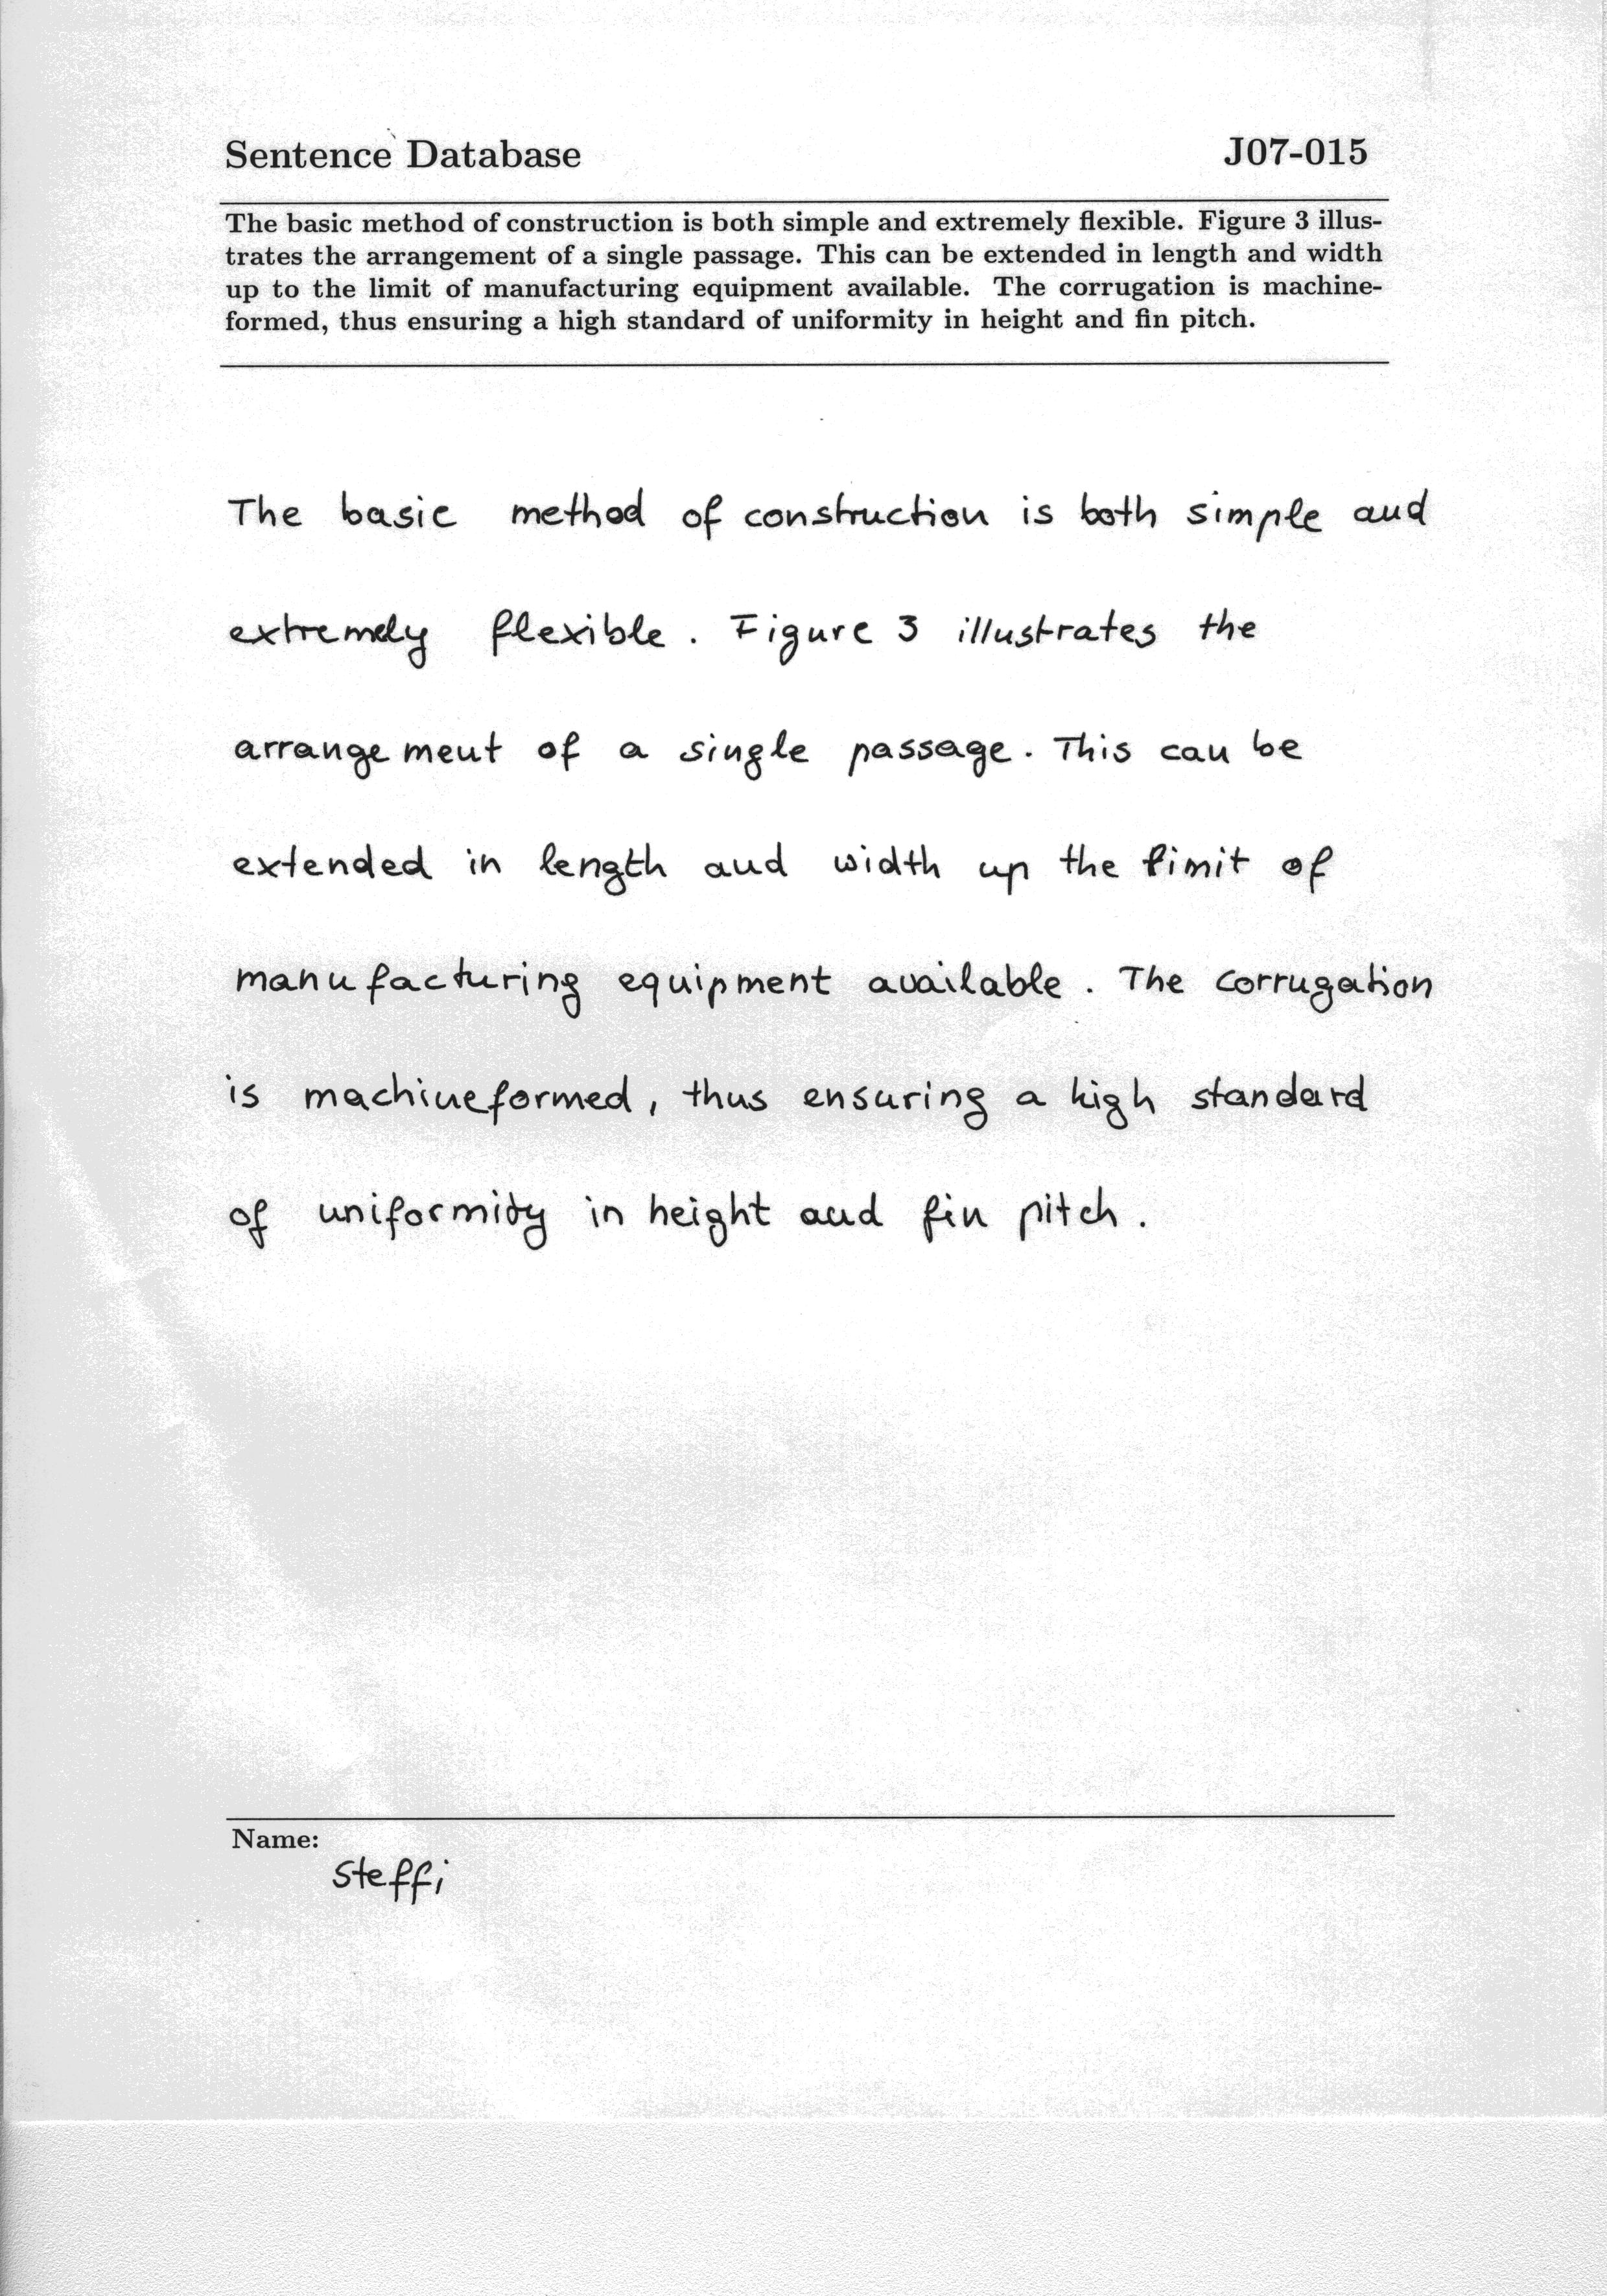 Sentence Database J07-015
The basic method of construction is both simple and extremely flexible. Figure 3 illus-
trates the arrangement of a single passage. This can be extended in length and width
up to the limit of manufacturing equipment available. The corrugation is machine-
formed, thus ensuring a high standard of uniformity in height and fin pitch.
The basic method of construction is both simple and
extremely flexible. Figure 3 illustrates the
arrangement of a single passage. This can be
extended in length and width up the limit of
manufacturing equipment available. The corrugation
is machineformed, thus ensuring a high standard
of uniformity in height and fin pitch.
Name:
Steffi